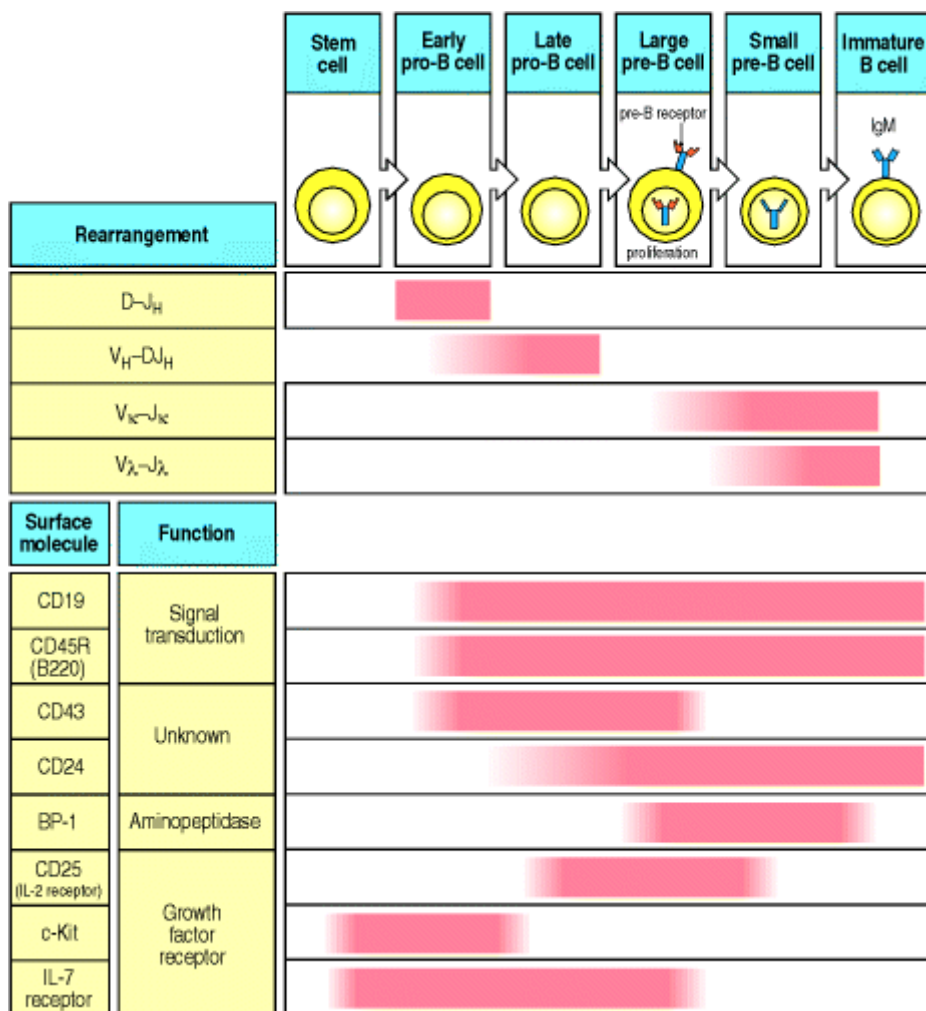 Stem cell
Early pro-B cell
Late pro-B cell
Large pre-B cell
Small pre-B cell
Immature B cell
pre-B receptor
IgM
proliferation
Rearrangement
D–JH
VH–DJH
Vκ–Jκ
Vλ–Jλ
Surface molecule
Function
CD19
Signal transduction
CD45R (B220)
CD43
Unknown
CD24
BP-1
Aminopeptidase
CD25 (IL-2 receptor)
Growth factor receptor
c-Kit
IL-7 receptor